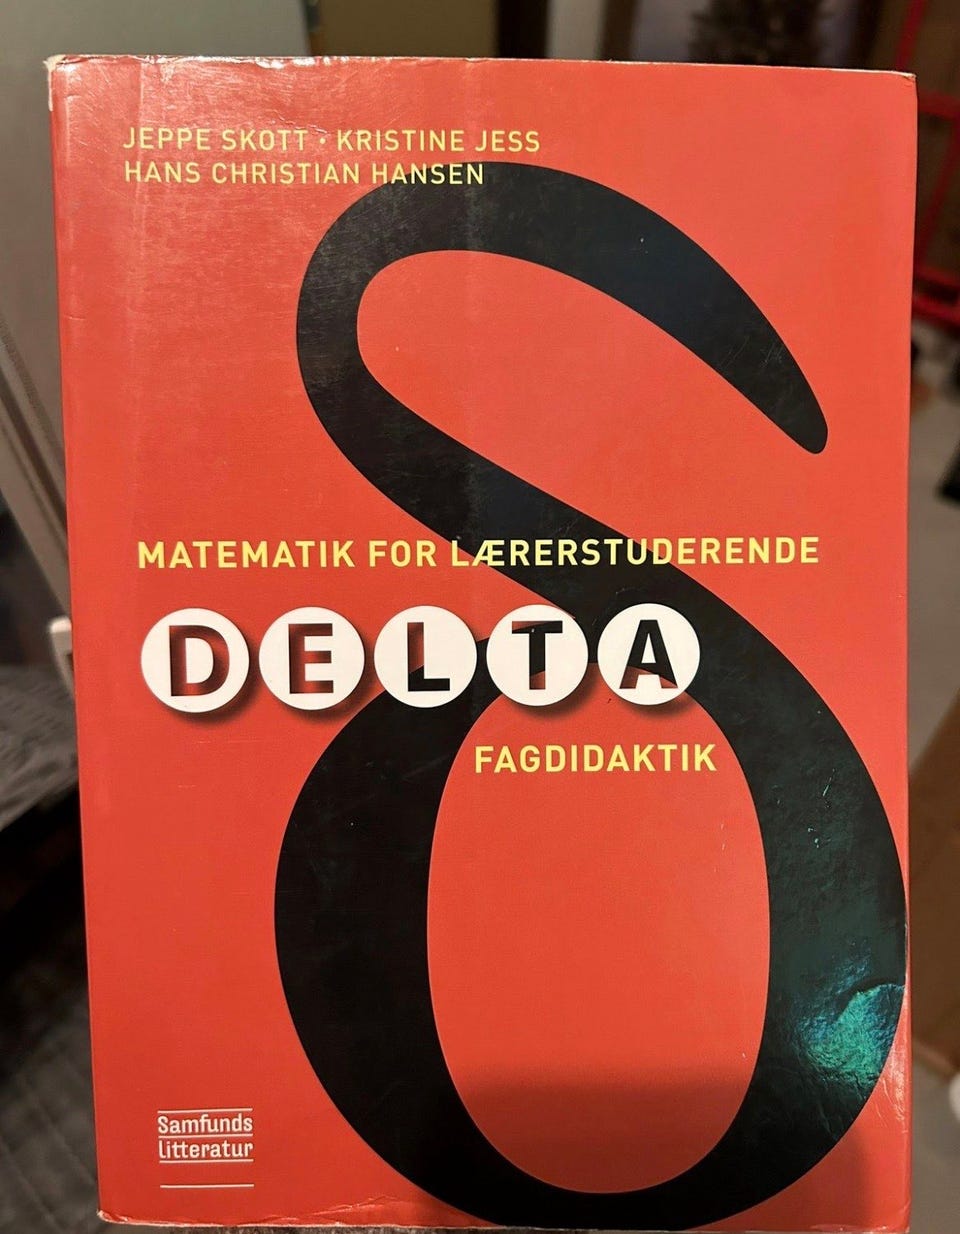 JEPPE SKOTT · KRISTINE JESS
HANS CHRISTIAN HANSEN
MATEMATIK FOR LÆRERSTUDERENDE
DELTA
FAGDIDAKTIK
Samfunds
litteratur